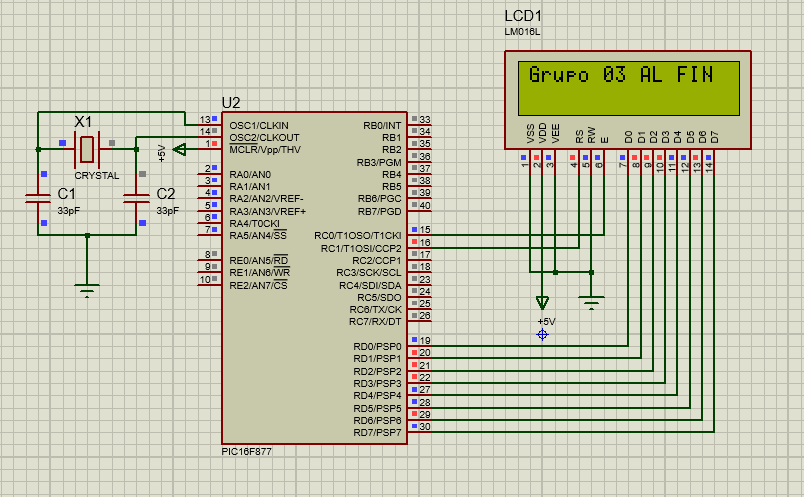 LCD1
LM016L
Grupo 03 AL FIN
VSS VDD VEE RS RW E D0 D1 D2 D3 D4 D5 D6 D7
1 2 3 4 5 6 7 8 9 10 11 12 13 14
X1
CRYSTAL
C1
33pF
C2
33pF
+5V
U2
13 OSC1/CLKIN
14 OSC2/CLKOUT
1 MCLR/Vpp/THV
2 RA0/AN0
3 RA1/AN1
4 RA2/AN2/VREF-
5 RA3/AN3/VREF+
6 RA4/T0CKI
7 RA5/AN4/SS
8 RE0/AN5/RD
9 RE1/AN6/WR
10 RE2/AN7/CS
RB0/INT 33
RB1 34
RB2 35
RB3/PGM 36
RB4 37
RB5 38
RB6/PGC 39
RB7/PGD 40
RC0/T1OSO/T1CKI 15
RC1/T1OSI/CCP2 16
RC2/CCP1 17
RC3/SCK/SCL 18
RC4/SDI/SDA 23
RC5/SDO 24
RC6/TX/CK 25
RC7/RX/DT 26
RD0/PSP0 19
RD1/PSP1 20
RD2/PSP2 21
RD3/PSP3 22
RD4/PSP4 27
RD5/PSP5 28
RD6/PSP6 29
RD7/PSP7 30
PIC16F877
+5V